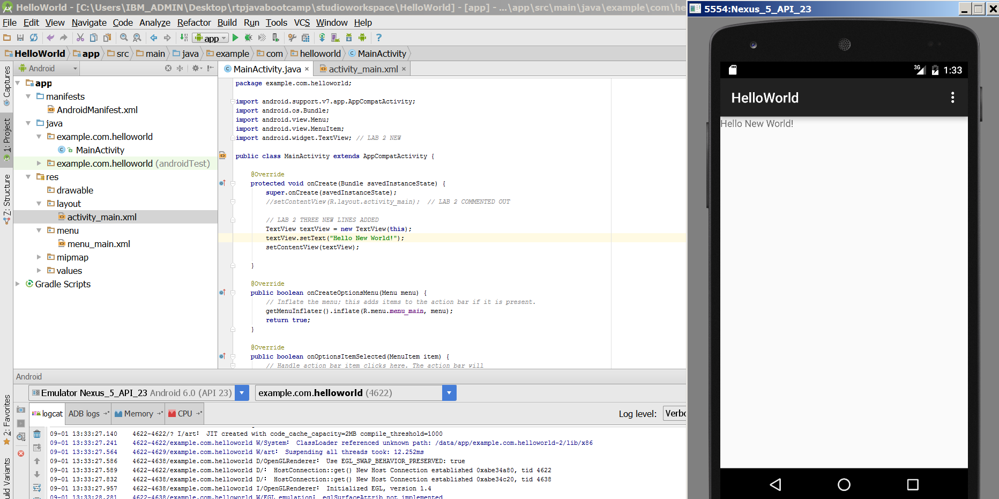 HelloWorld - [C:\Users\IBM_ADMIN\Desktop\rtpjavabootcamp\studioworkspace\HelloWorld] - [app] - ...\app\src\main\java\example\com\he
File Edit View Navigate Code Analyze Refactor Build Run Tools VCS Window Help
app
HelloWorld app src main java example com helloworld MainActivity
Captures
1: Project
Z: Structure
2: Favorites
uild Variants
Android
app
manifests
AndroidManifest.xml
java
example.com.helloworld
MainActivity
example.com.helloworld (androidTest)
res
drawable
layout
activity_main.xml
menu
menu_main.xml
mipmap
values
Gradle Scripts
MainActivity.java activity_main.xml
package example.com.helloworld;
import android.support.v7.app.AppCompatActivity;
import android.os.Bundle;
import android.view.Menu;
import android.view.MenuItem;
import android.widget.TextView; // LAB 2 NEW
public class MainActivity extends AppCompatActivity {
@Override
protected void onCreate(Bundle savedInstanceState) {
super.onCreate(savedInstanceState);
//setContentView(R.layout.activity_main); // LAB 2 COMMENTED OUT
// LAB 2 THREE NEW LINES ADDED
TextView textView = new TextView(this);
textView.setText("Hello New World!");
setContentView(textView);
}
@Override
public boolean onCreateOptionsMenu(Menu menu) {
// Inflate the menu; this adds items to the action bar if it is present.
getMenuInflater().inflate(R.menu.menu_main, menu);
return true;
}
@Override
public boolean onOptionsItemSelected(MenuItem item) {
// Handle action bar item clicks here. The action bar will
Android
Emulator Nexus_5_API_23 Android 6.0 (API 23) example.com.helloworld (4622)
logcat ADB logs Memory CPU Log level: Verbo
09-01 13:33:27.140 4622-4622/? I/art: JIT created with code_cache_capacity=2MB compile_threshold=1000
09-01 13:33:27.241 4622-4622/example.com.helloworld W/System: ClassLoader referenced unknown path: /data/app/example.com.helloworld-2/lib/x86
09-01 13:33:27.564 4622-4629/example.com.helloworld W/art: Suspending all threads took: 12.252ms
09-01 13:33:27.586 4622-4638/example.com.helloworld D/OpenGLRenderer: Use EGL_SWAP_BEHAVIOR_PRESERVED: true
09-01 13:33:27.589 4622-4622/example.com.helloworld D/: HostConnection::get() New Host Connection established 0xabe34a80, tid 4622
09-01 13:33:27.832 4622-4638/example.com.helloworld D/: HostConnection::get() New Host Connection established 0xabe34c20, tid 4638
09-01 13:33:27.957 4622-4638/example.com.helloworld I/OpenGLRenderer: Initialized EGL, version 1.4
09-01 13:33:28.281 4622-4638/example.com.helloworld W/EGL_emulation: eglSurfaceAttrib not implemented
5554:Nexus_5_API_23
3G 1:33
HelloWorld
Hello New World!